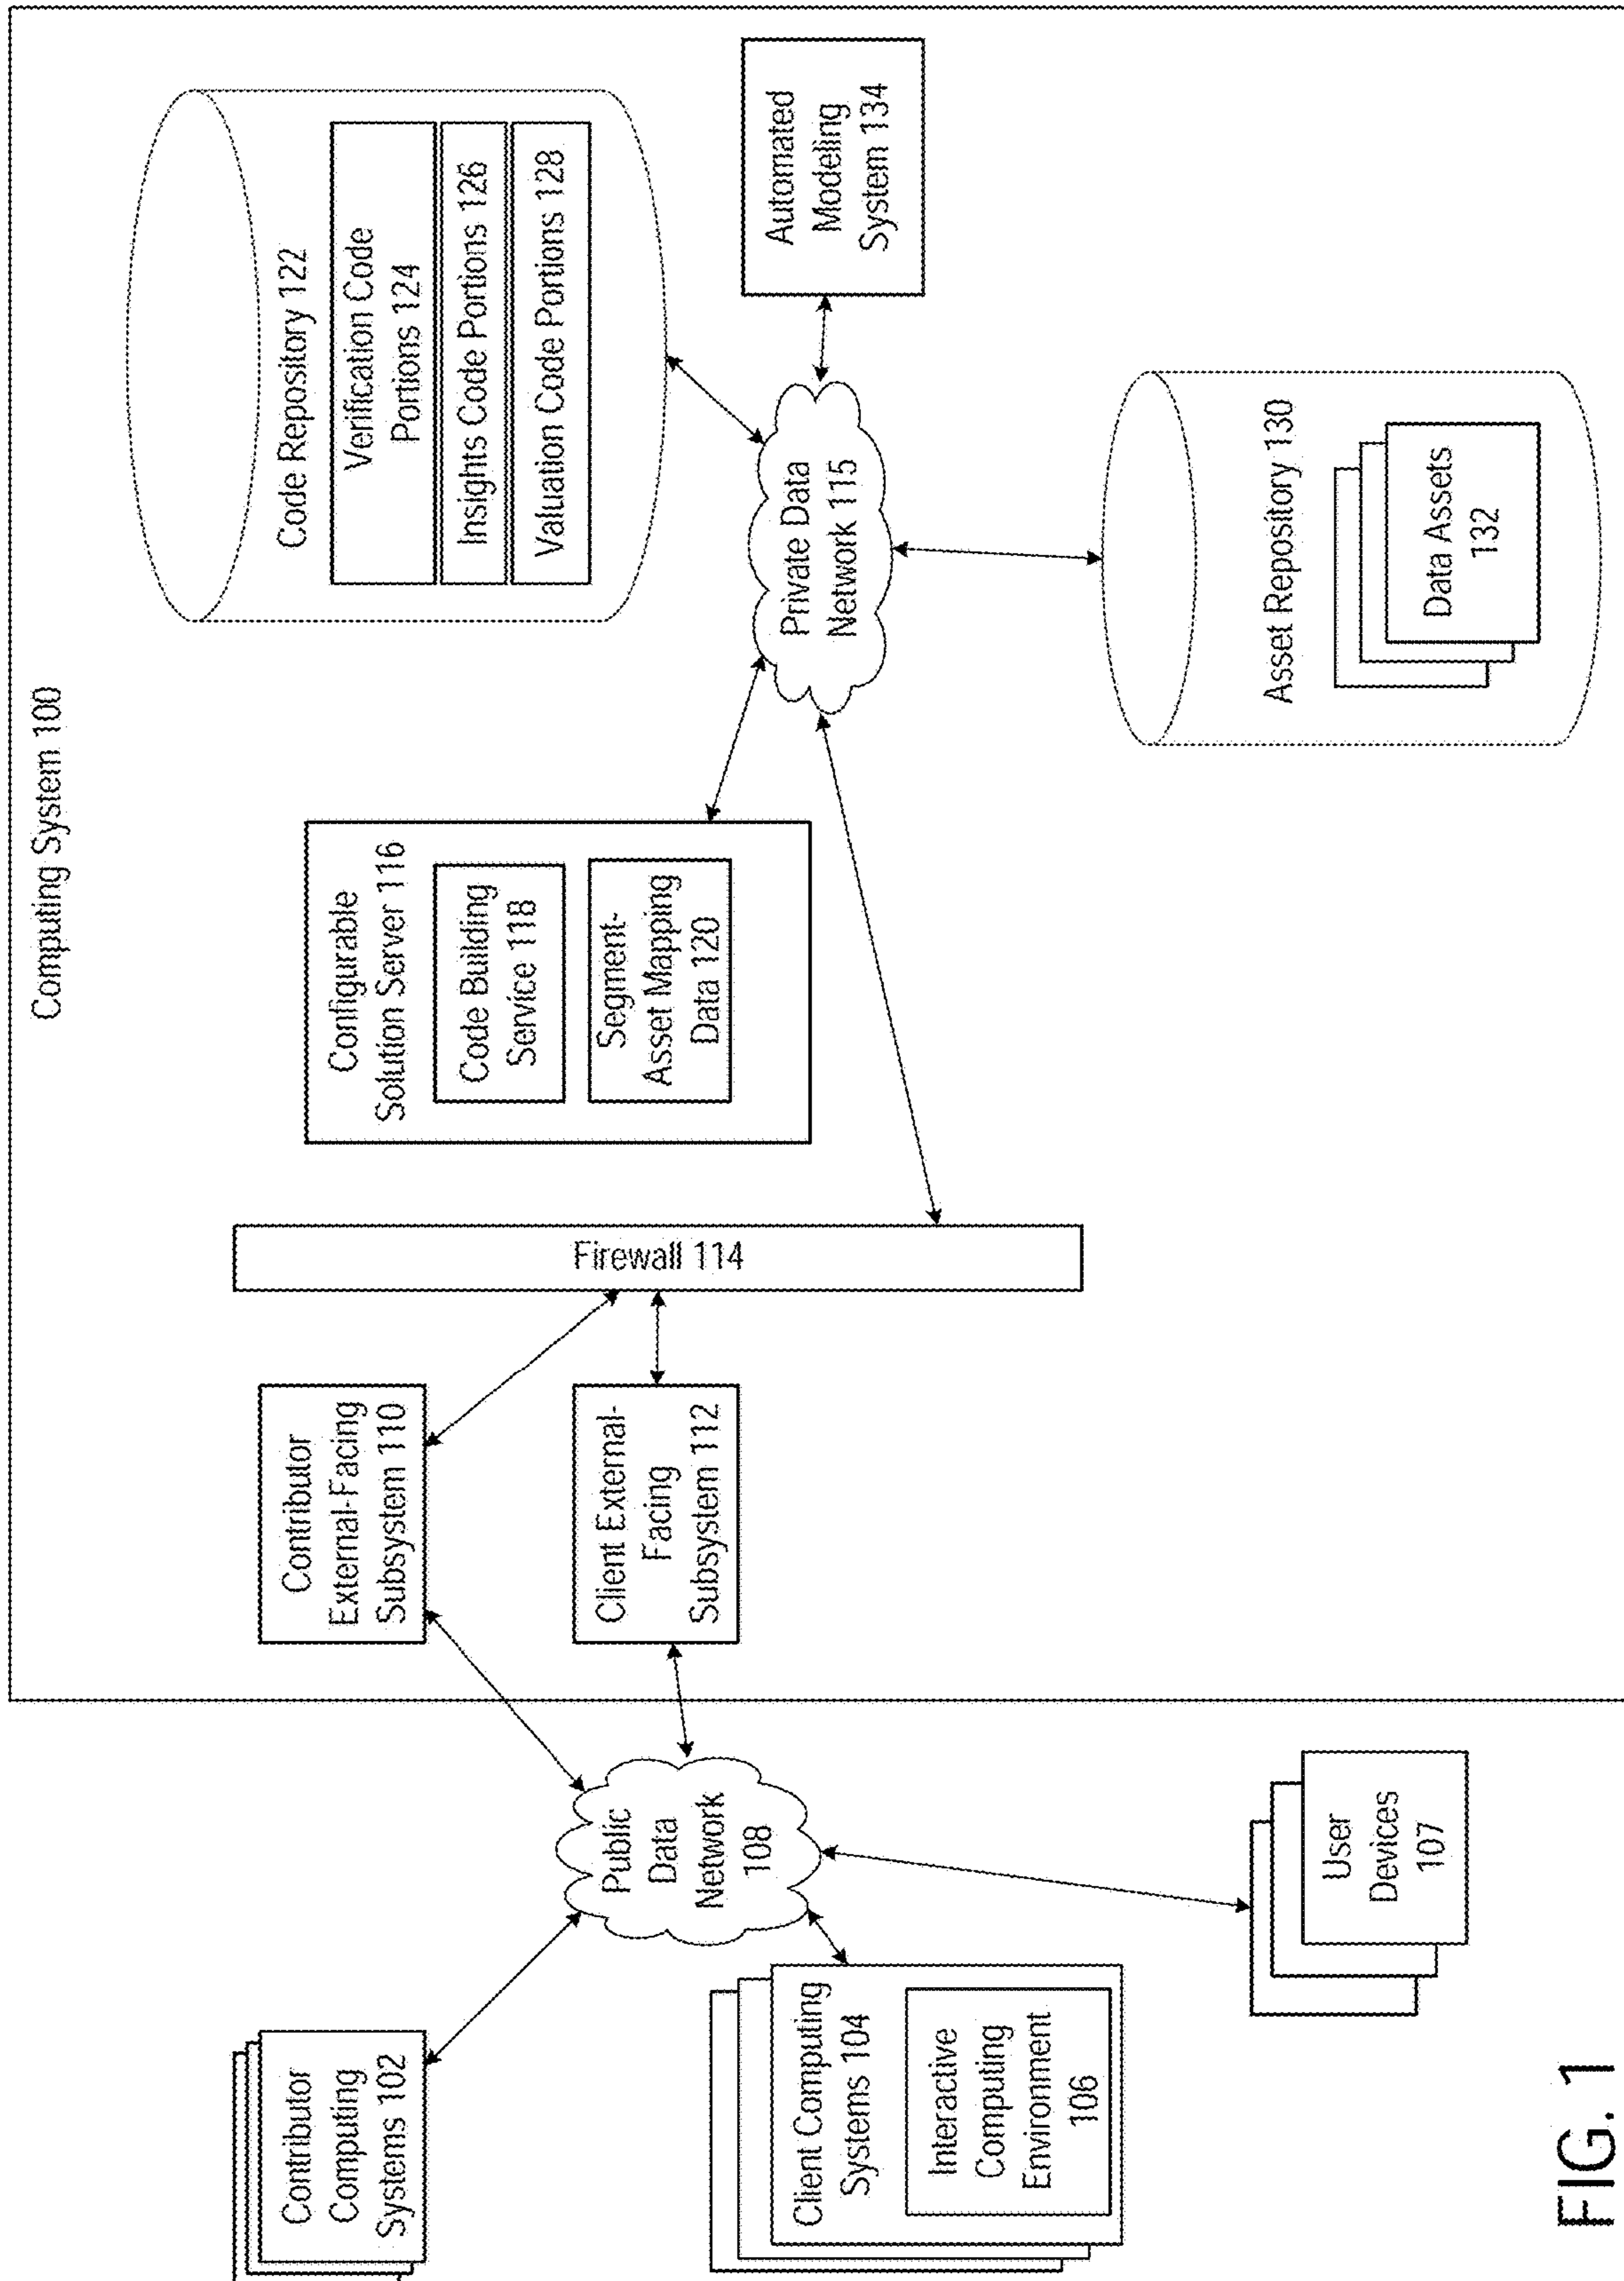 Computing System 100
Contributor
Computing
Systems 102
Client Computing
Systems 104
Interactive
Computing
Environment
106
User
Devices
107
Public
Data
Network
108
Contributor
External-Facing
Subsystem 110
Client External-
Facing
Subsystem 112
Firewall 114
Configurable
Solution Server 116
Code Building
Service 118
Segment-
Asset Mapping
Data 120
Private Data
Network 115
Code Repository 122
Verification Code
Portions 124
Insights Code Portions 126
Valuation Code Portions 128
Automated
Modeling
System 134
Asset Repository 130
Data Assets
132
FIG. 1